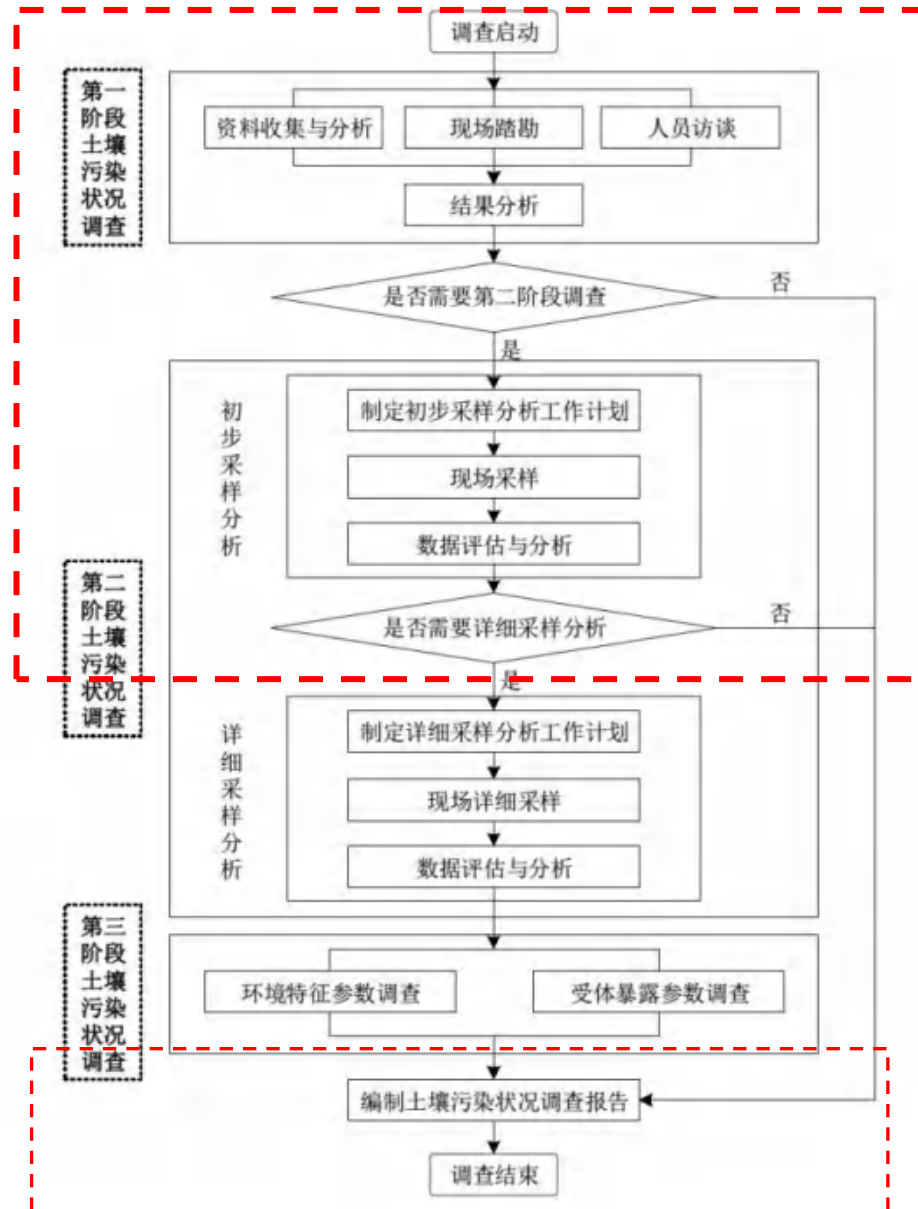 调查启动
第一
阶段
土壤
污染
状况
调查
资料收集与分析
现场踏勘
人员访谈
结果分析
是否需要第二阶段调查
否
是
初
步
采
样
分
析
制定初步采样分析工作计划
现场采样
数据评估与分析
第二
阶段
土壤
污染
状况
调查
是否需要详细采样分析
否
是
详
细
采
样
分
析
制定详细采样分析工作计划
现场详细采样
数据评估与分析
第三
阶段
土壤
污染
状况
调查
环境特征参数调查
受体暴露参数调查
编制土壤污染状况调查报告
调查结束